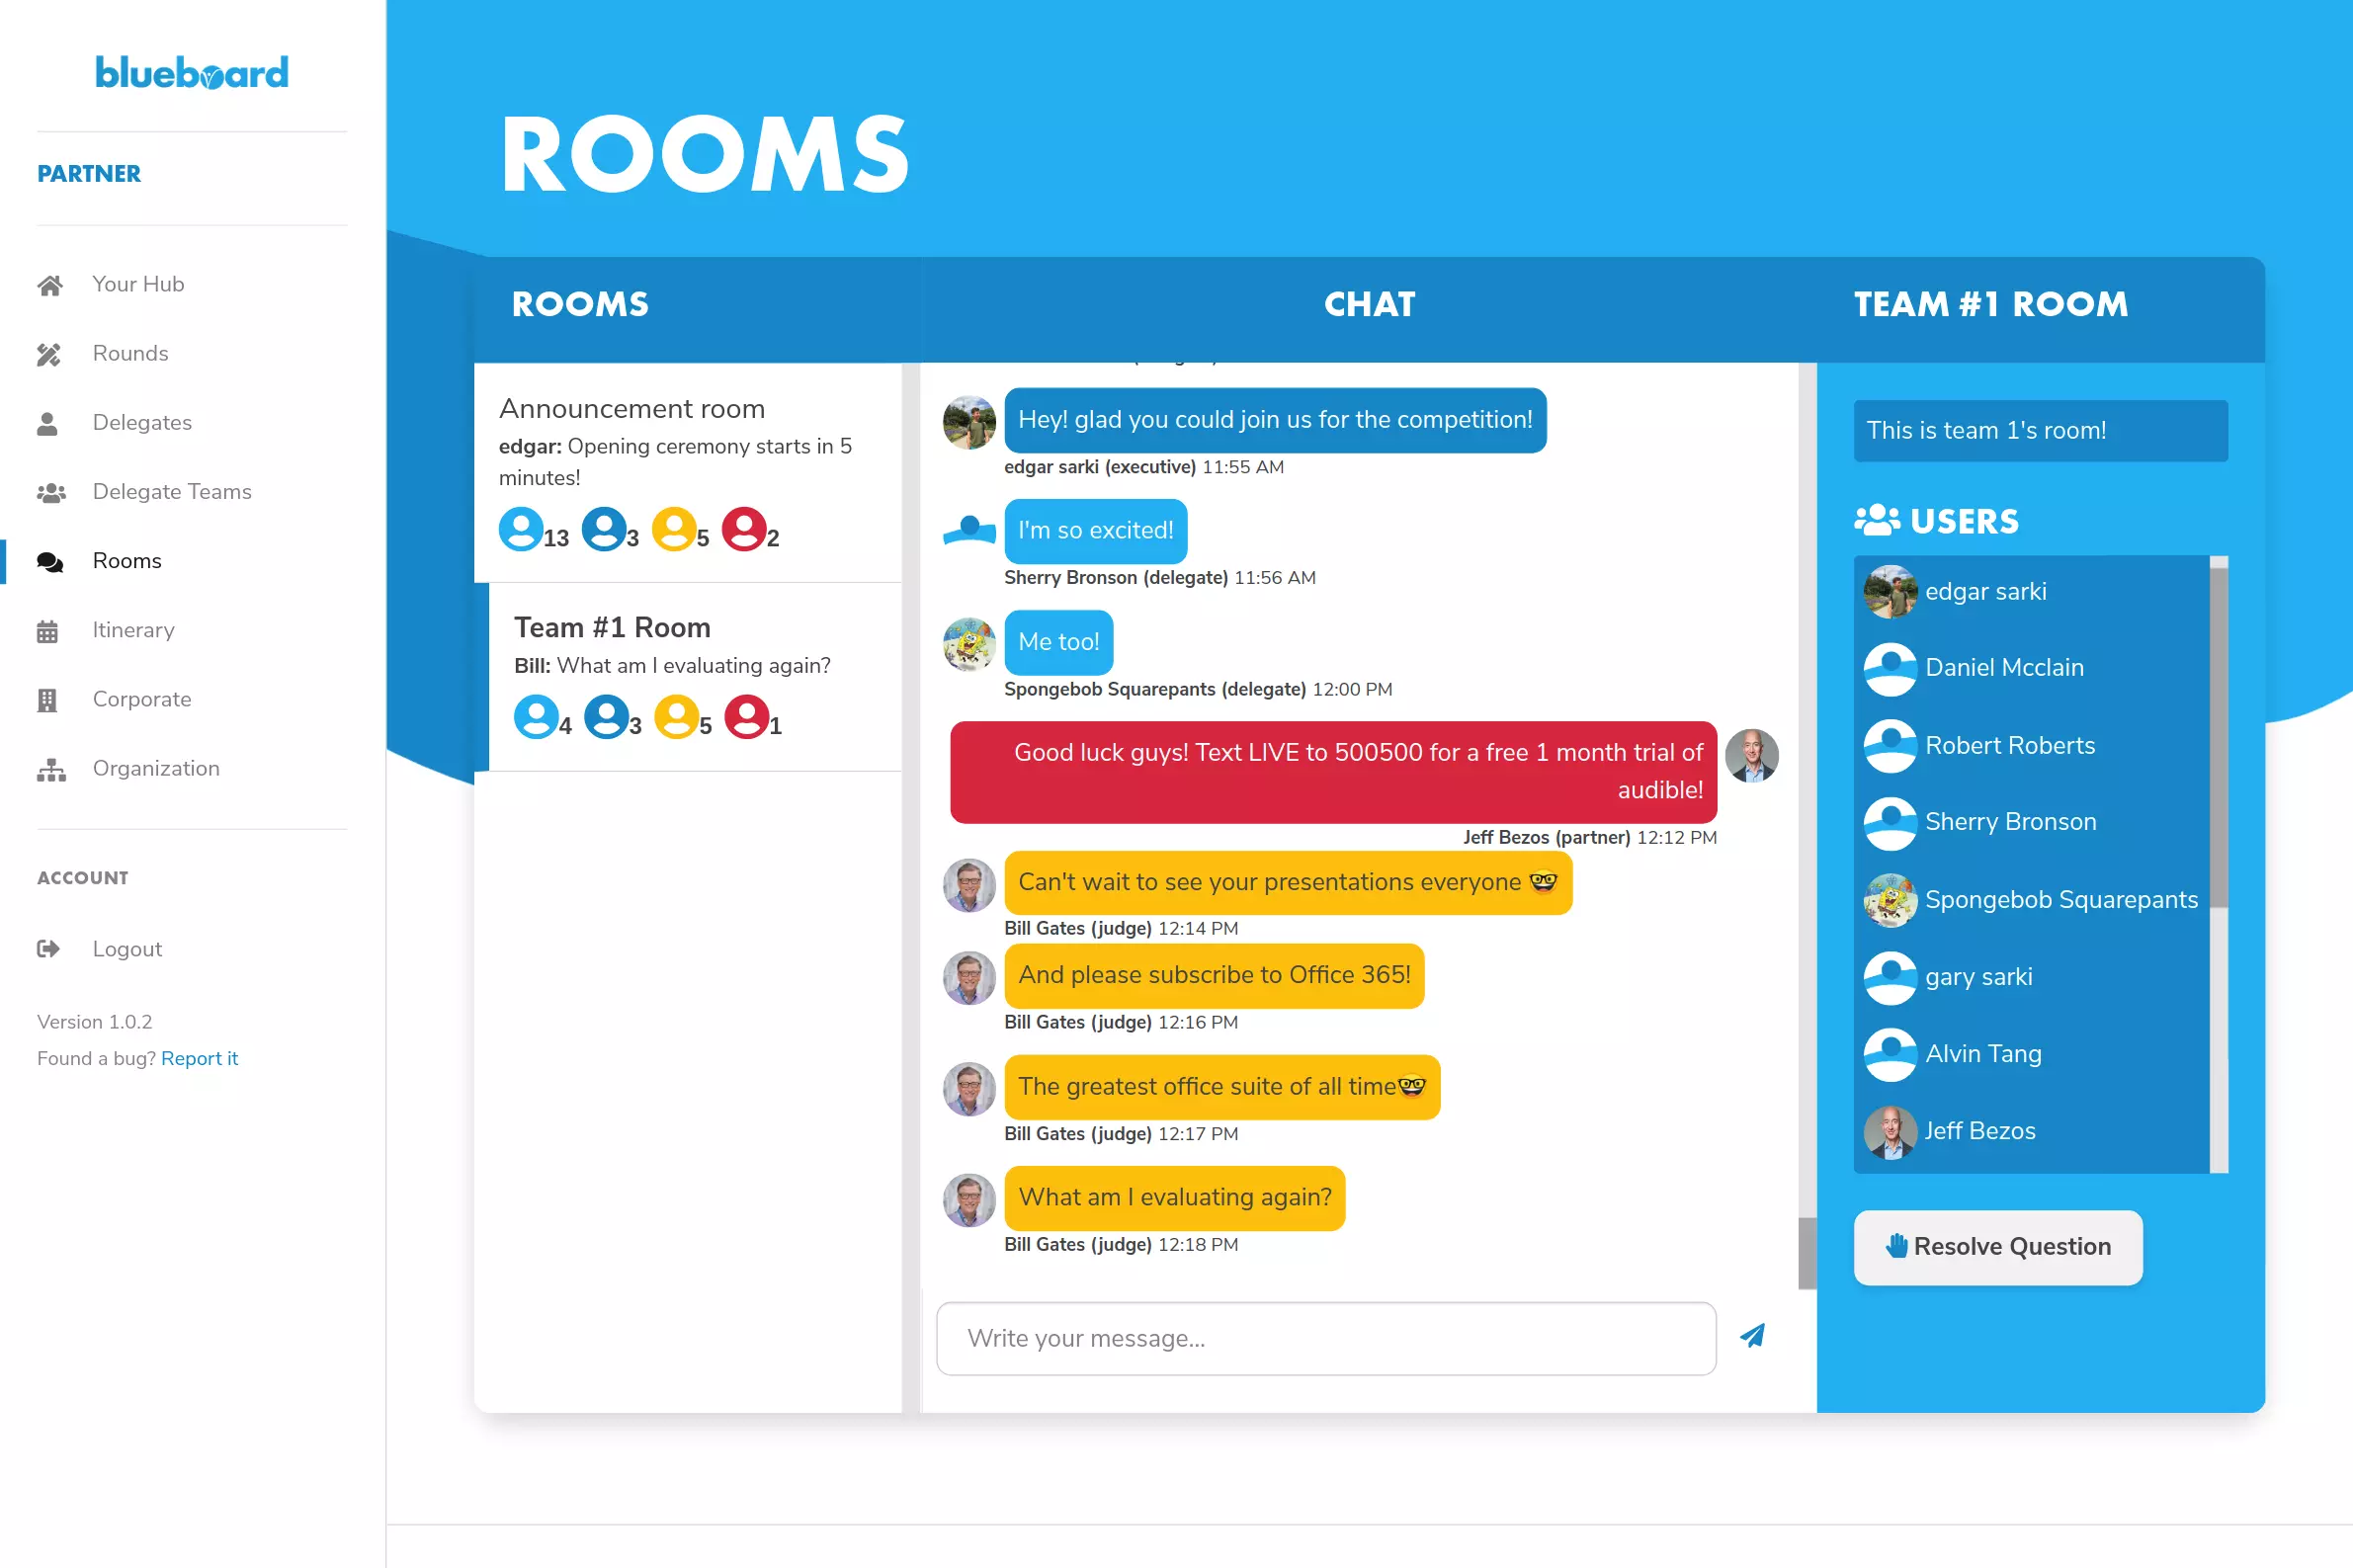 blueboard
PARTNER
Your Hub
Rounds
Delegates
Delegate Teams
Rooms
Itinerary
Corporate
Organization
ACCOUNT
Logout
Version 1.0.2
Found a bug? Report it
ROOMS
ROOMS
Announcement room
edgar: Opening ceremony starts in 5
minutes!
13 3 5 2
Team #1 Room
Bill: What am I evaluating again?
4 3 5 1
CHAT
Hey! glad you could join us for the competition!
edgar sarki (executive) 11:55 AM
I'm so excited!
Sherry Bronson (delegate) 11:56 AM
Me too!
Spongebob Squarepants (delegate) 12:00 PM
Good luck guys! Text LIVE to 500500 for a free 1 month trial of
audible!
Jeff Bezos (partner) 12:12 PM
Can't wait to see your presentations everyone 🤓
Bill Gates (judge) 12:14 PM
And please subscribe to Office 365!
Bill Gates (judge) 12:16 PM
The greatest office suite of all time🤓
Bill Gates (judge) 12:17 PM
What am I evaluating again?
Bill Gates (judge) 12:18 PM
Write your message...
TEAM #1 ROOM
This is team 1's room!
USERS
edgar sarki
Daniel Mcclain
Robert Roberts
Sherry Bronson
Spongebob Squarepants
gary sarki
Alvin Tang
Jeff Bezos
Resolve Question